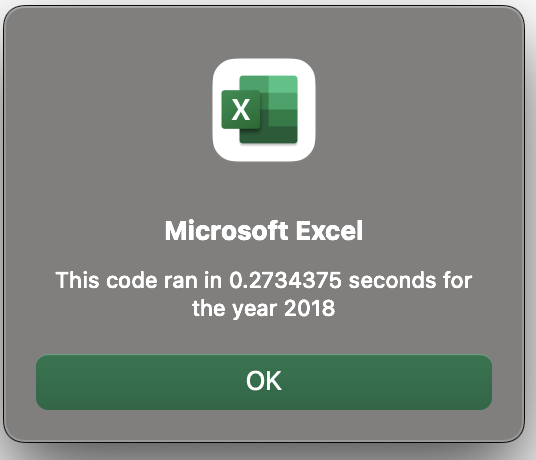 X
Microsoft Excel
This code ran in 0.2734375 seconds for
the year 2018
OK